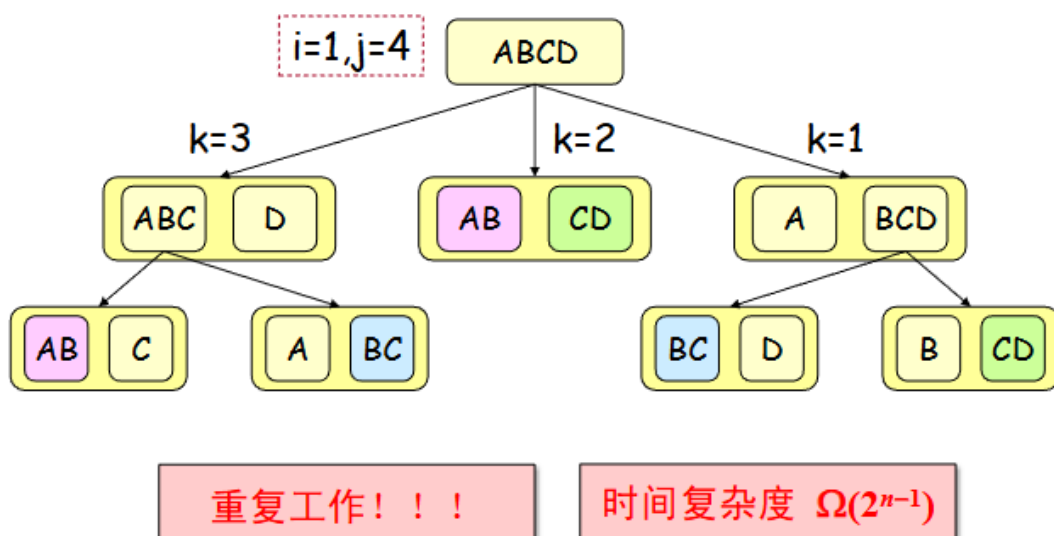 i=1,j=4
ABCD
k=3
k=2
k=1
ABC D
AB CD
A BCD
AB C
A BC
BC D
B CD
重复工作！！！
时间复杂度 Ω(2ⁿ⁻¹)